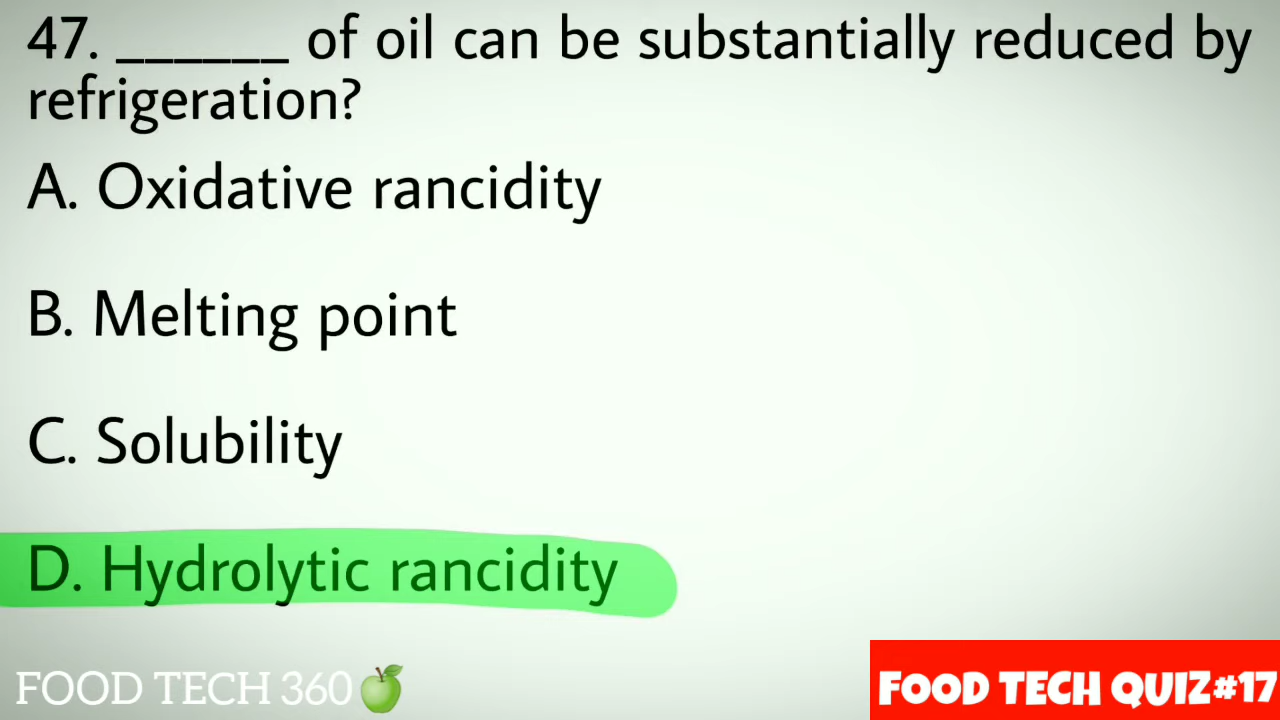 47. ______ of oil can be substantially reduced by
refrigeration?
A. Oxidative rancidity
B. Melting point
C. Solubility
D. Hydrolytic rancidity
FOOD TECH 360
FOOD TECH QUIZ#17